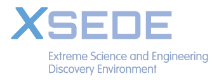 XSEDE
Extreme Science and Engineering
Discovery Environment